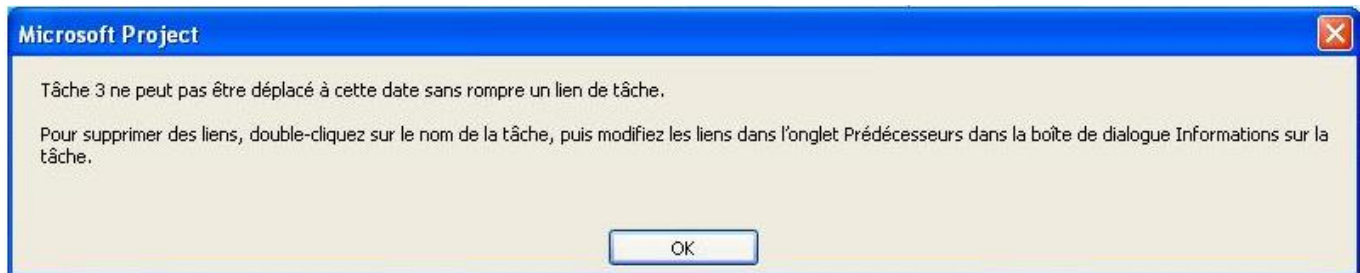 Microsoft Project
Tâche 3 ne peut pas être déplacé à cette date sans rompre un lien de tâche.
Pour supprimer des liens, double-cliquez sur le nom de la tâche, puis modifiez les liens dans l'onglet Prédécesseurs dans la boîte de dialogue Informations sur la
tâche.
OK